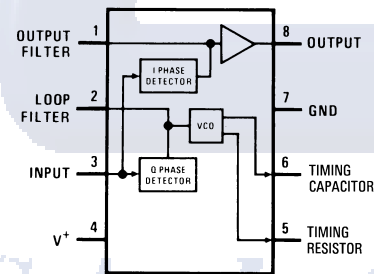 OUTPUT
FILTER
1
8
OUTPUT
I PHASE
DETECTOR
LOOP
FILTER
2
7
GND
VCO
INPUT
3
6
TIMING
CAPACITOR
Q PHASE
DETECTOR
V+
4
5
TIMING
RESISTOR